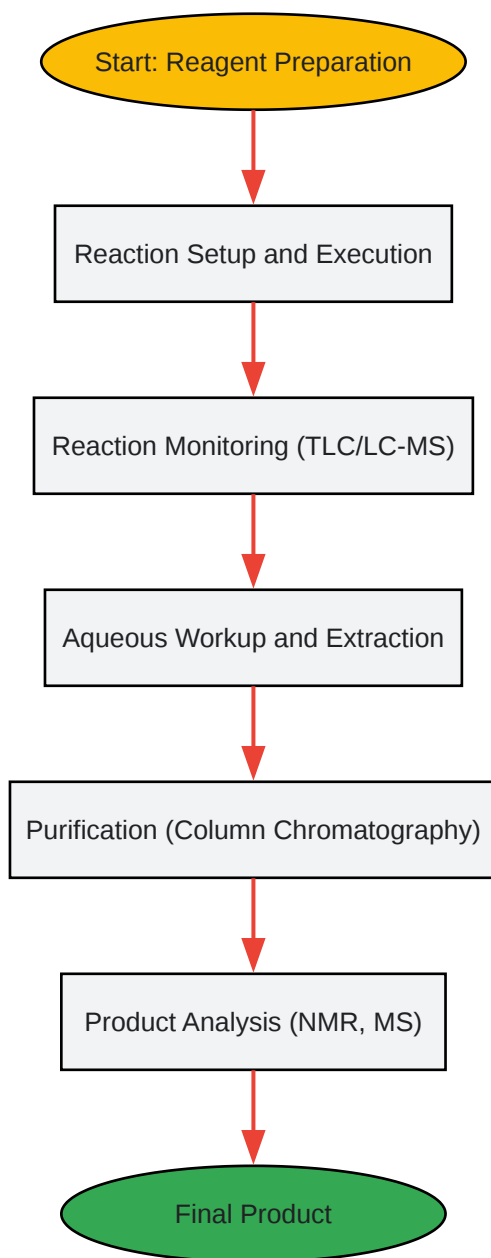 Start: Reagent Preparation
Reaction Setup and Execution
Reaction Monitoring (TLC/LC-MS)
Aqueous Workup and Extraction
Purification (Column Chromatography)
Product Analysis (NMR, MS)
Final Product